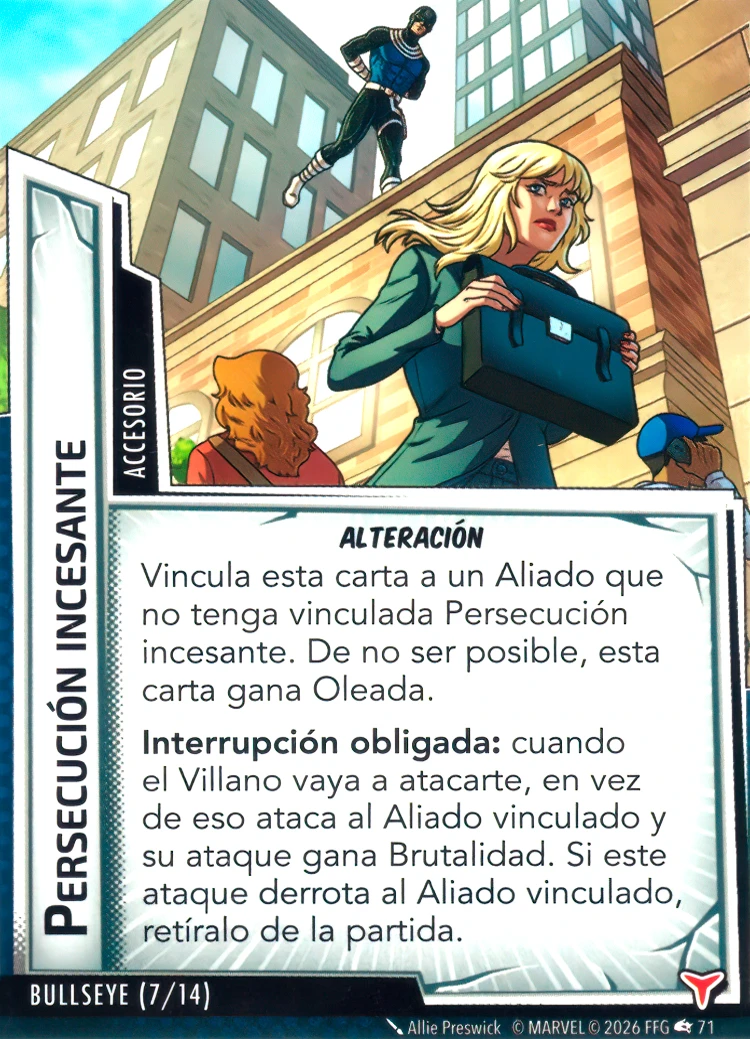 ACCESORIO
PERSECUCIÓN INCESANTE
ALTERACIÓN
Vincula esta carta a un Aliado que
no tenga vinculada Persecución
incesante. De no ser posible, esta
carta gana Oleada.
Interrupción obligada: cuando
el Villano vaya a atacarte, en vez
de eso ataca al Aliado vinculado y
su ataque gana Brutalidad. Si este
ataque derrota al Aliado vinculado,
retíralo de la partida.
BULLSEYE (7/14)
Allie Preswick © MARVEL © 2026 FFG 71